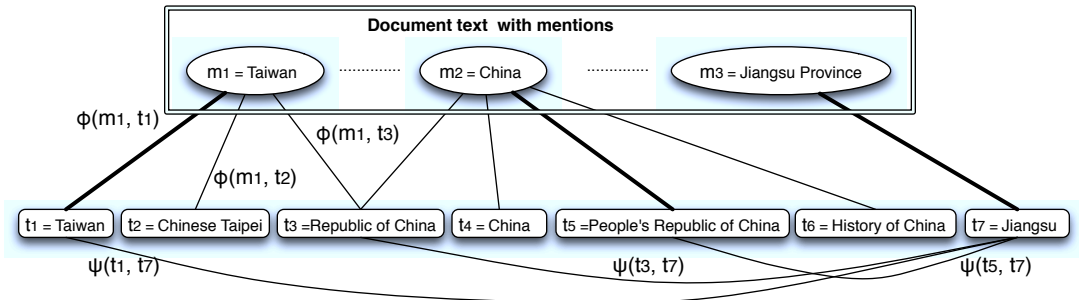 Document text with mentions
m1 = Taiwan
m2 = China
m3 = Jiangsu Province
ϕ(m1, t1)
ϕ(m1, t3)
ϕ(m1, t2)
t1 = Taiwan
t2 = Chinese Taipei
t3 =Republic of China
t4 = China
t5 =People's Republic of China
t6 = History of China
t7 = Jiangsu
ψ(t1, t7)
ψ(t3, t7)
ψ(t5, t7)